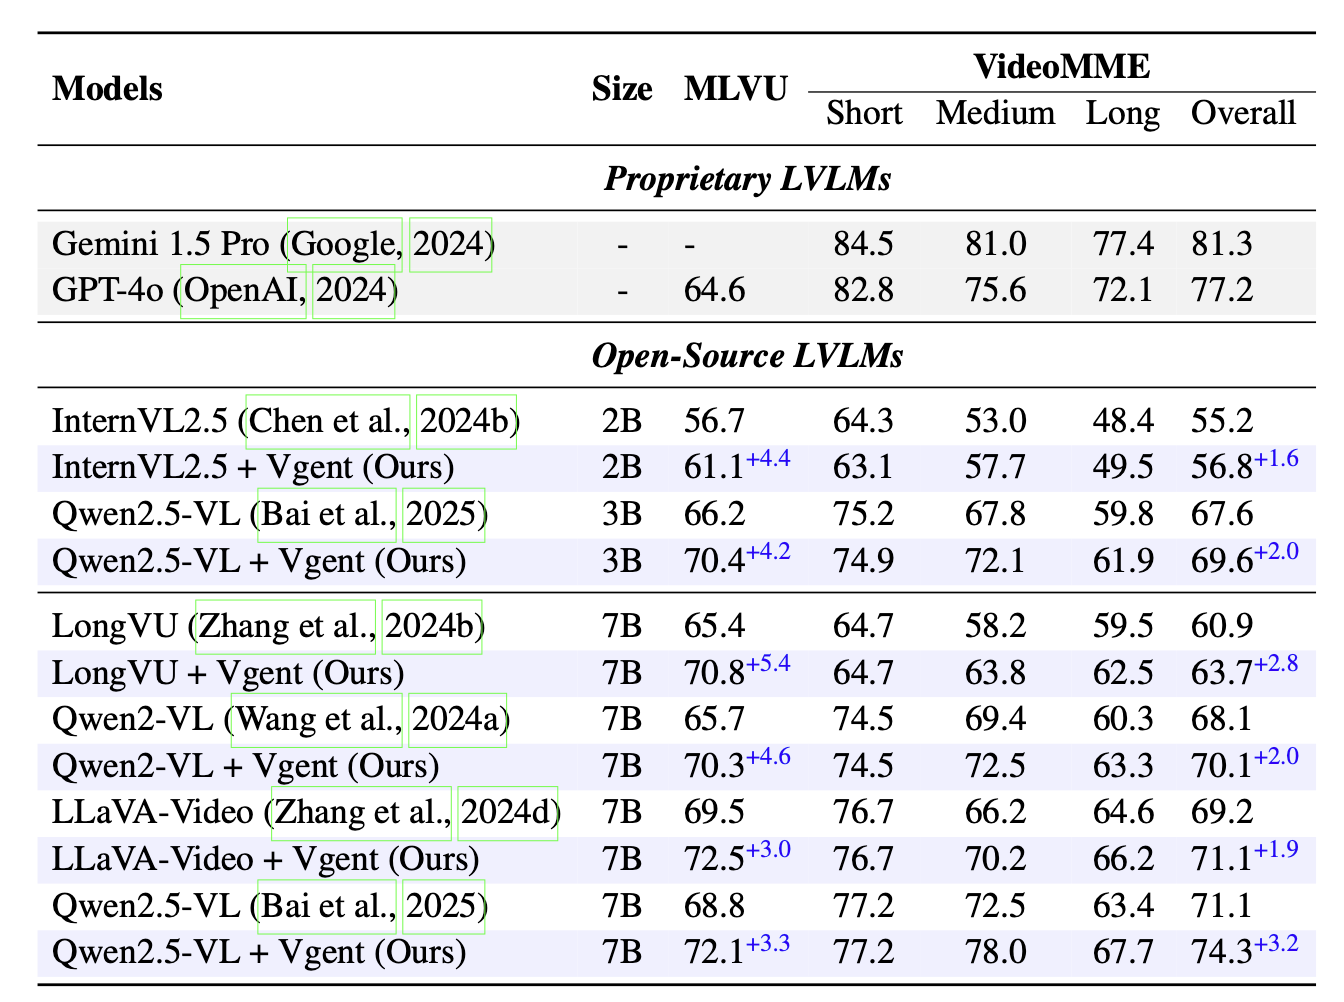 Models Size MLVU VideoMME
Short Medium Long Overall
Proprietary LVLMs
Gemini 1.5 Pro (Google, 2024) - - 84.5 81.0 77.4 81.3
GPT-4o (OpenAI, 2024) - 64.6 82.8 75.6 72.1 77.2
Open-Source LVLMs
InternVL2.5 (Chen et al., 2024b) 2B 56.7 64.3 53.0 48.4 55.2
InternVL2.5 + Vgent (Ours) 2B 61.1+4.4 63.1 57.7 49.5 56.8+1.6
Qwen2.5-VL (Bai et al., 2025) 3B 66.2 75.2 67.8 59.8 67.6
Qwen2.5-VL + Vgent (Ours) 3B 70.4+4.2 74.9 72.1 61.9 69.6+2.0
LongVU (Zhang et al., 2024b) 7B 65.4 64.7 58.2 59.5 60.9
LongVU + Vgent (Ours) 7B 70.8+5.4 64.7 63.8 62.5 63.7+2.8
Qwen2-VL (Wang et al., 2024a) 7B 65.7 74.5 69.4 60.3 68.1
Qwen2-VL + Vgent (Ours) 7B 70.3+4.6 74.5 72.5 63.3 70.1+2.0
LLaVA-Video (Zhang et al., 2024d) 7B 69.5 76.7 66.2 64.6 69.2
LLaVA-Video + Vgent (Ours) 7B 72.5+3.0 76.7 70.2 66.2 71.1+1.9
Qwen2.5-VL (Bai et al., 2025) 7B 68.8 77.2 72.5 63.4 71.1
Qwen2.5-VL + Vgent (Ours) 7B 72.1+3.3 77.2 78.0 67.7 74.3+3.2